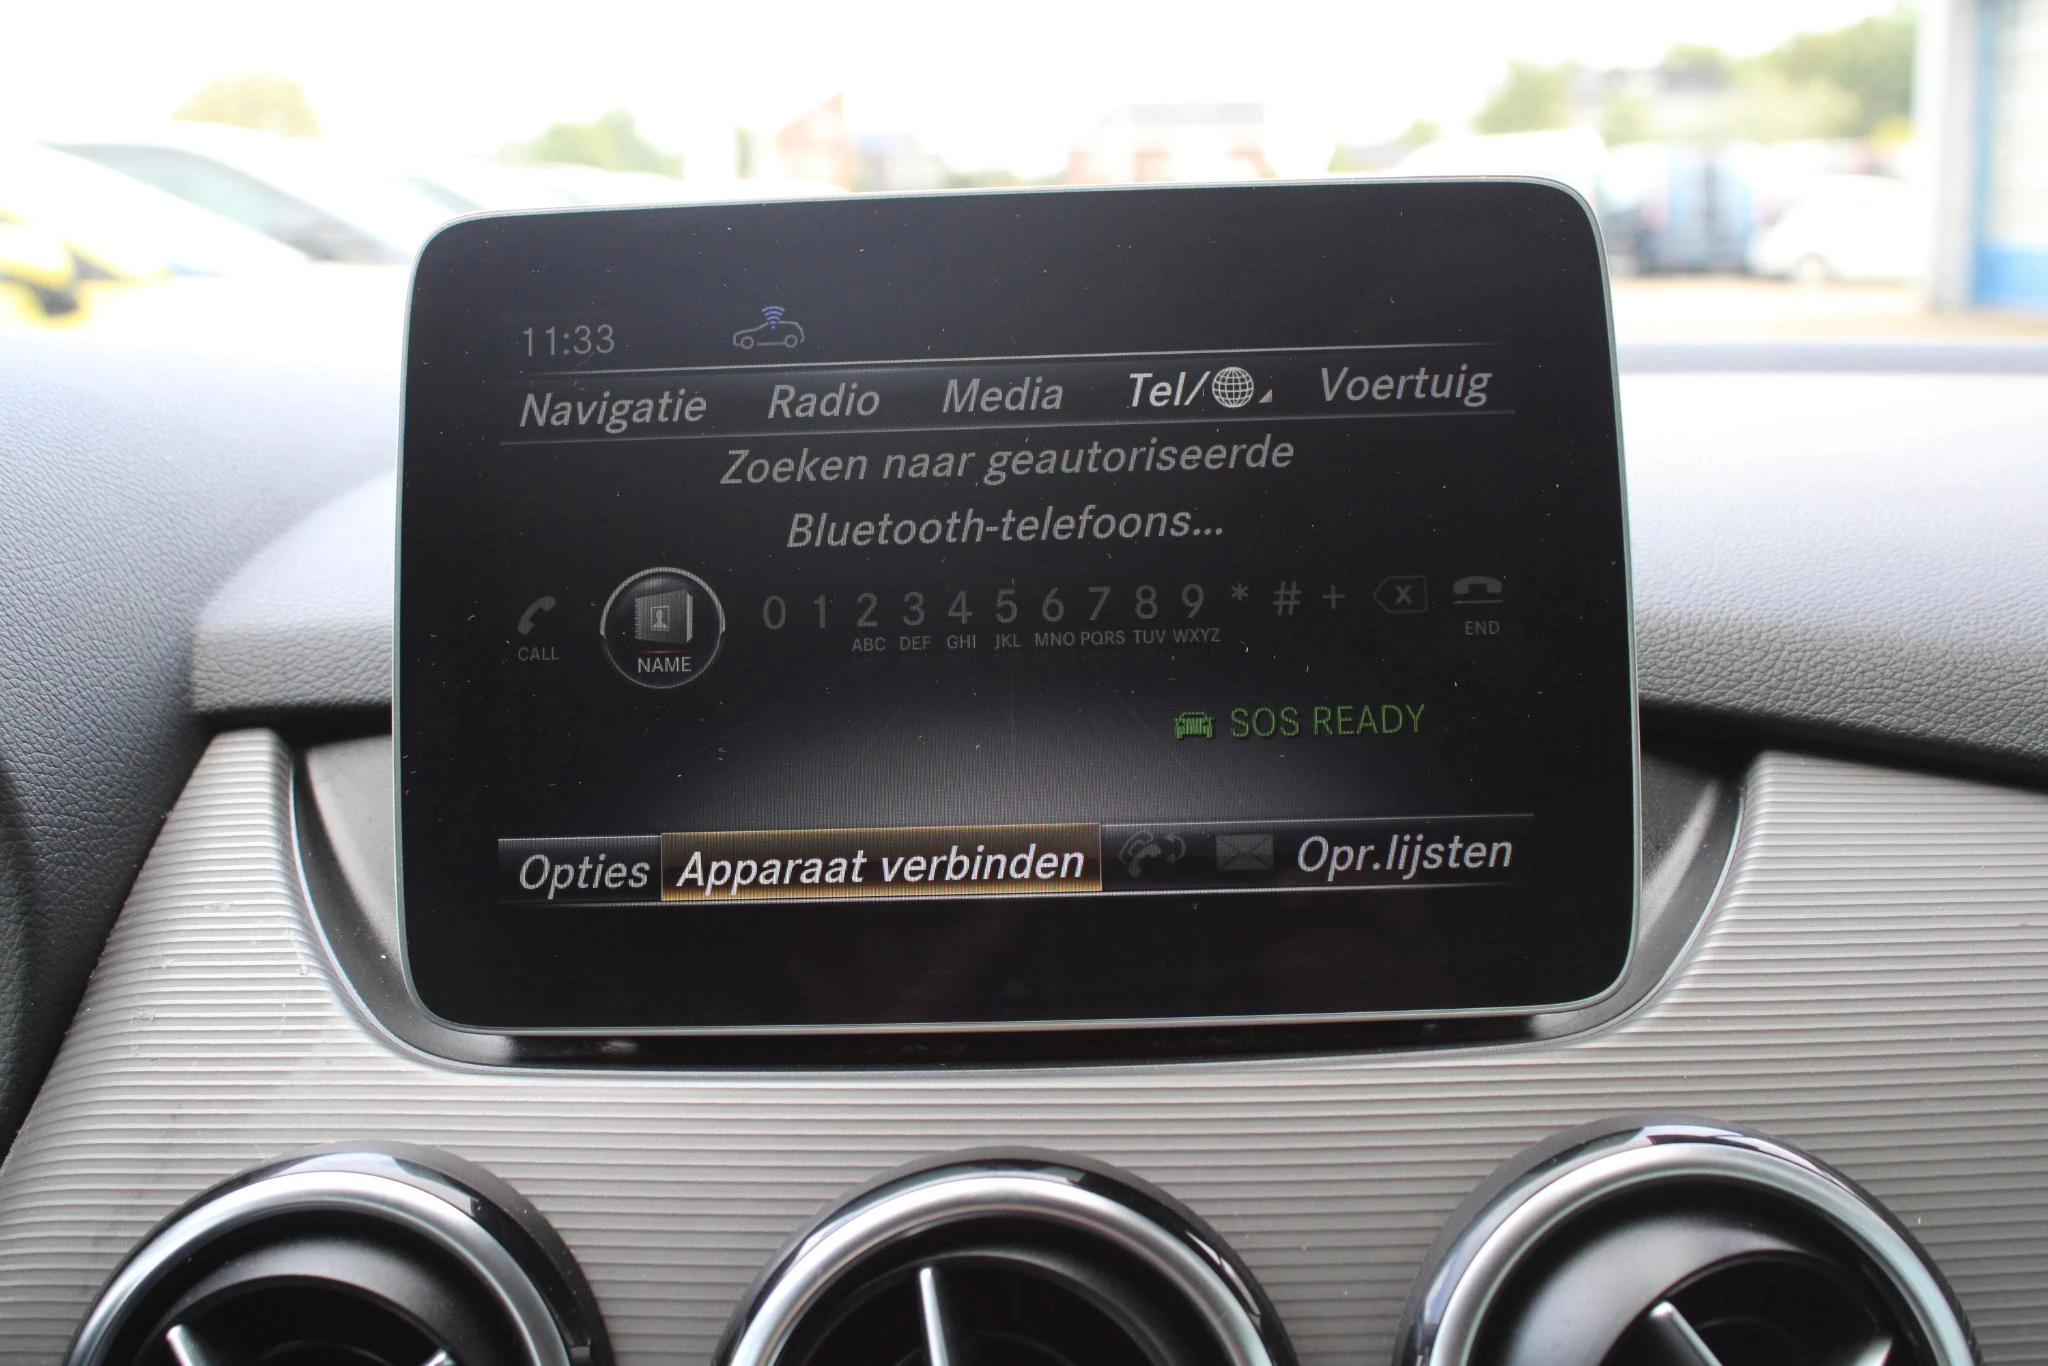 11:33
Navigatie Radio Media Tel/ Voertuig
Zoeken naar geautoriseerde
Bluetooth-telefoons...
0 1 2 3 4 5 6 7 8 9 * # + x
CALL NAME ABC DEF GHI JKL MNO PQRS TUV WXYZ END
SOS READY
Opties Apparaat verbinden Opr.lijsten